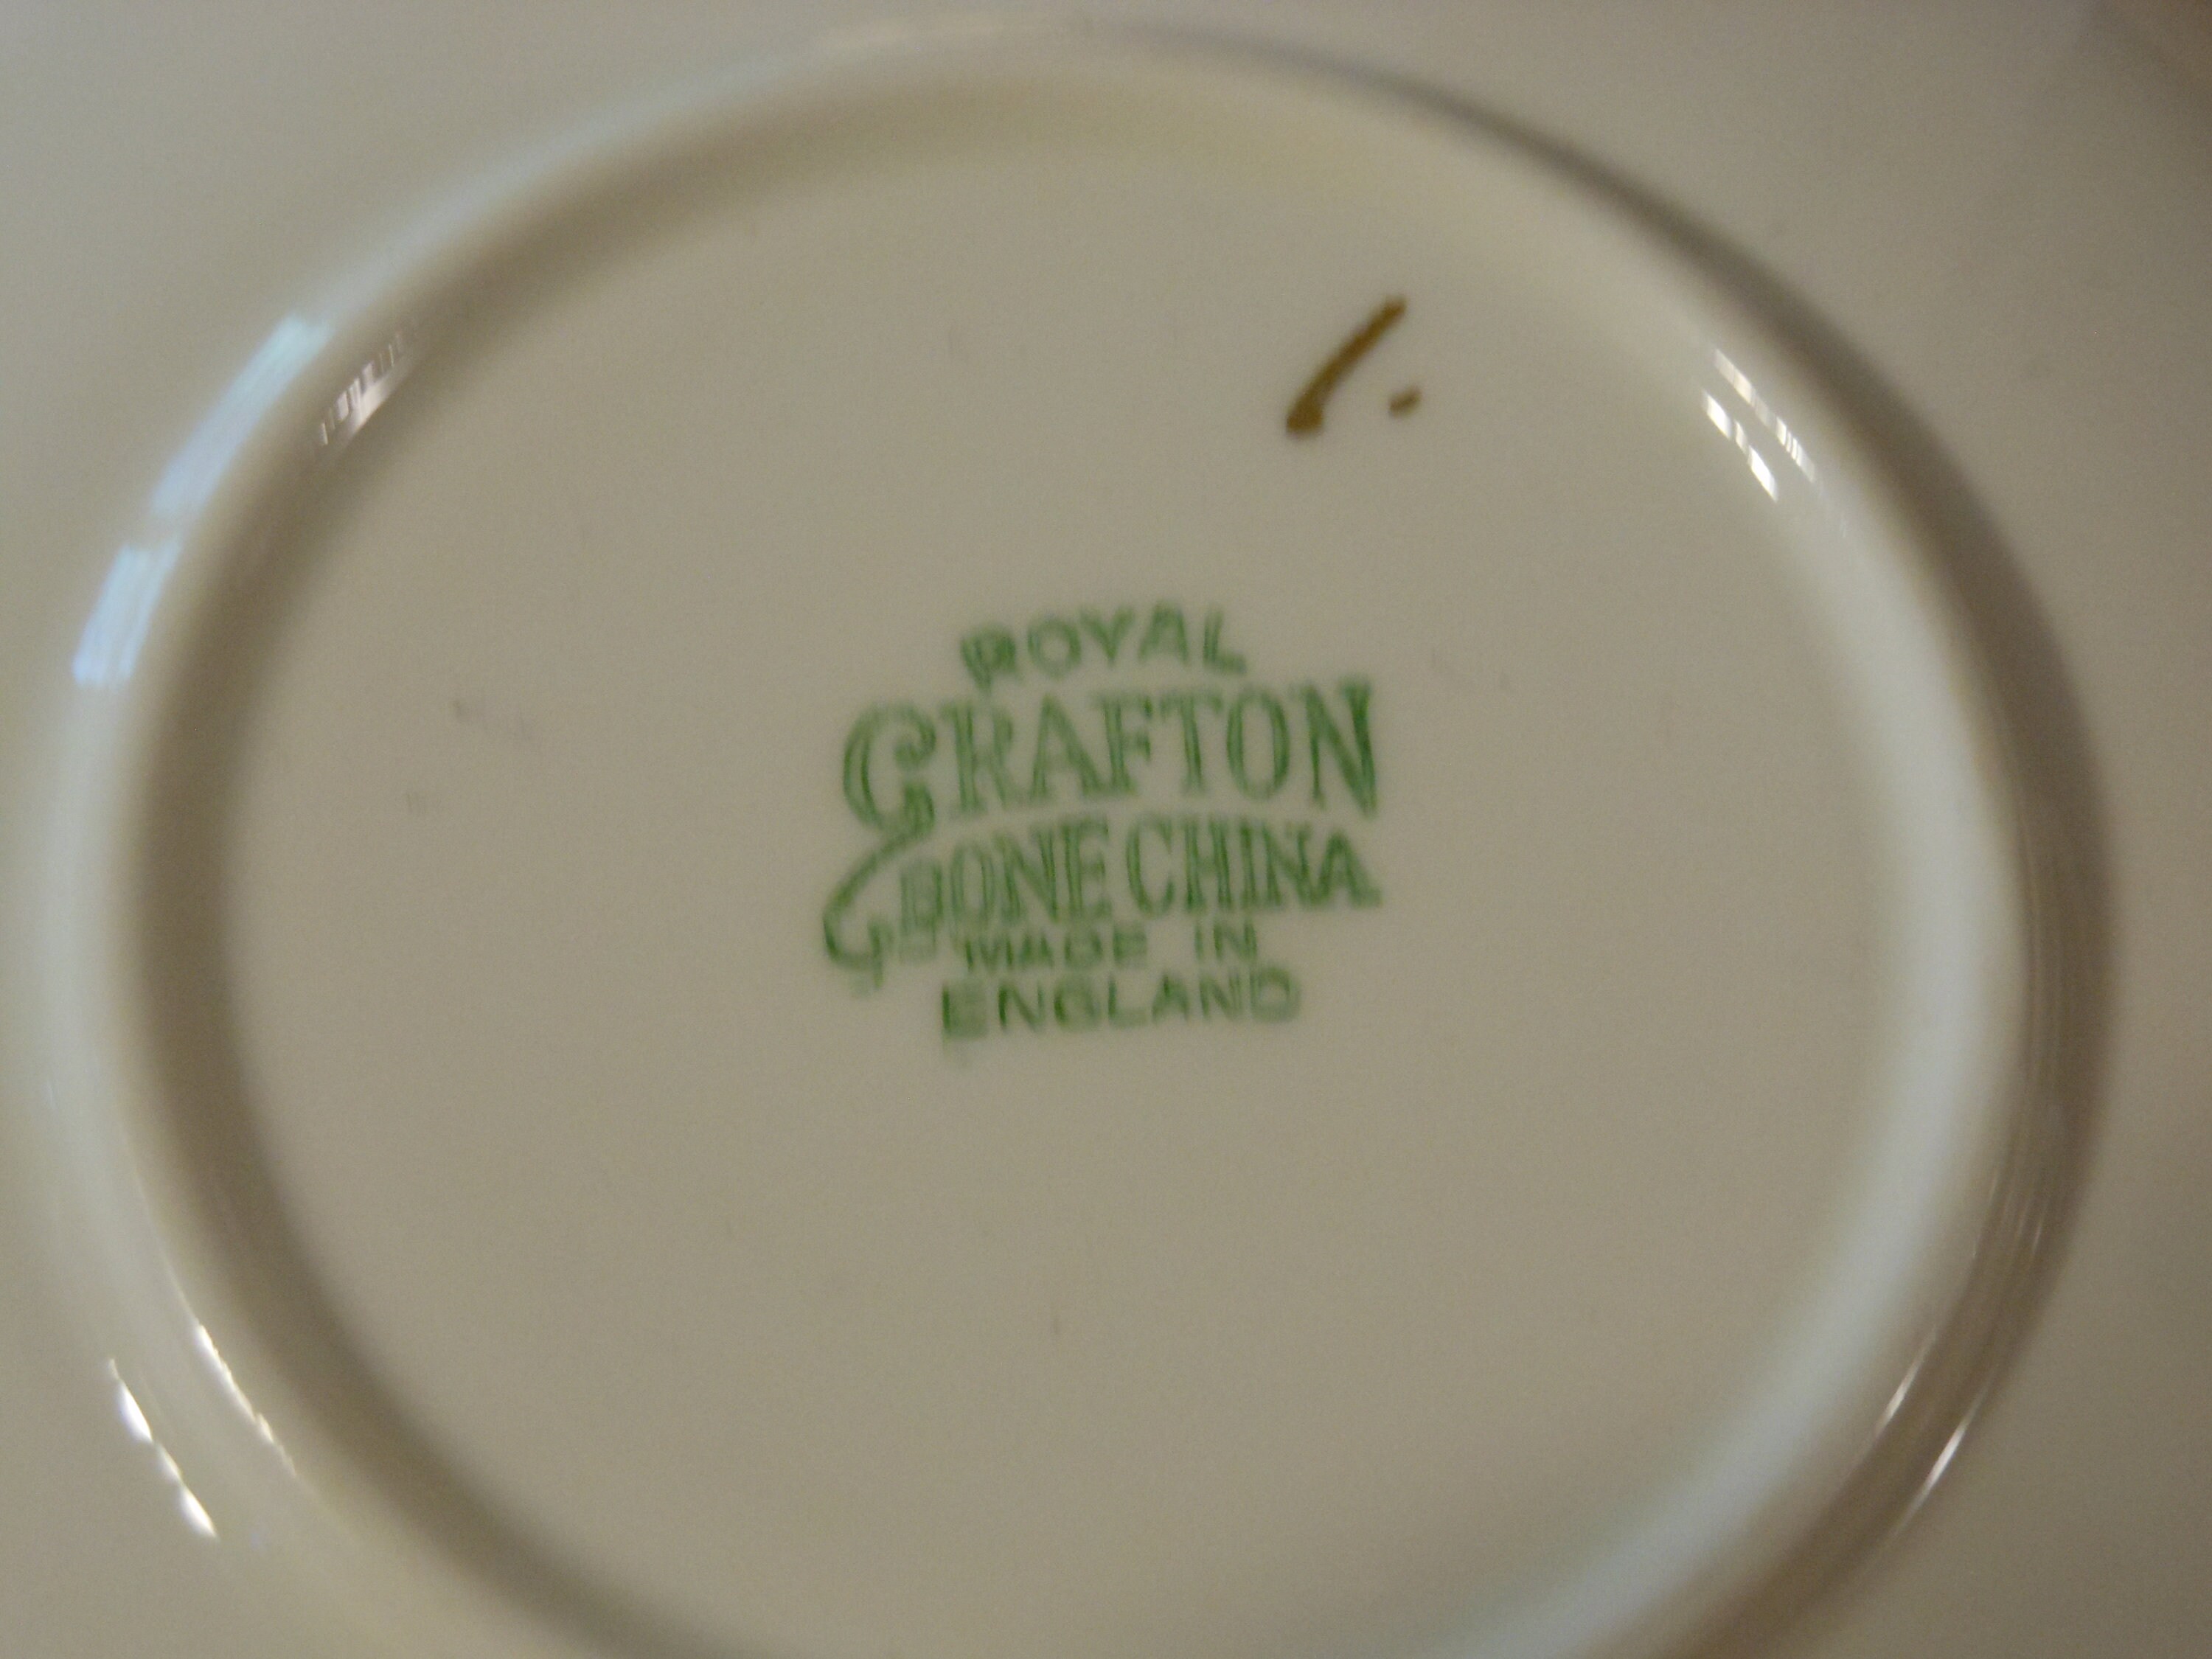 ROYAL
GRAFTON
BONE CHINA
MADE IN
ENGLAND